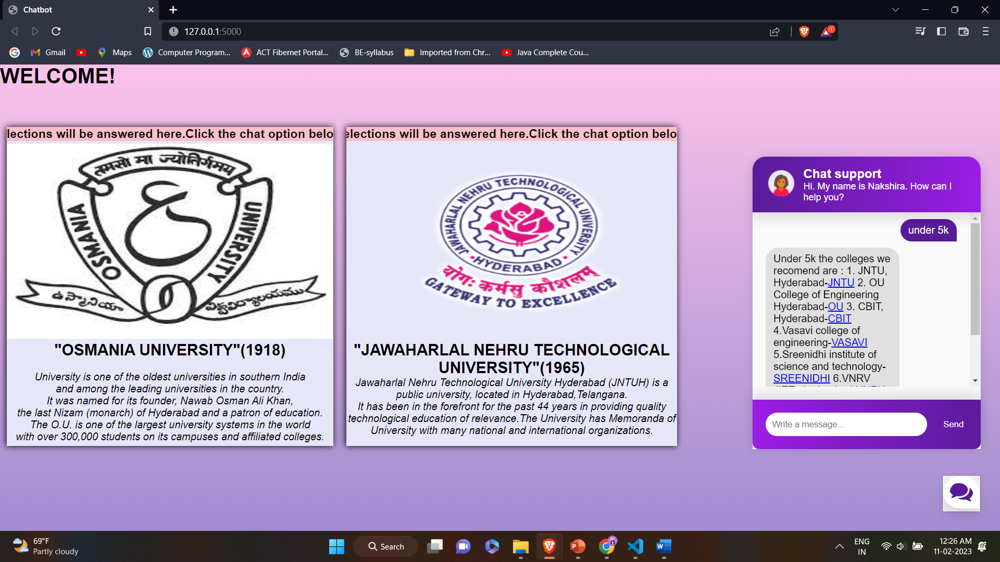 Chatbot
127.0.0.1:5000
1
Gmail
Maps
Computer Program...
ACT Fibernet Portal...
BE-syllabus
Imported from Chr...
Java Complete Cou...
WELCOME!
lections will be answered here.Click the chat option belo
तमसो मा ज्योतिर्गमय
OSMANIA
UNIVERSITY
ఉస్మానియా
విశ్వవిద్యాలయము
"OSMANIA UNIVERSITY"(1918)
University is one of the oldest universities in southern India
and among the leading universities in the country.
It was named for its founder, Nawab Osman Ali Khan,
the last Nizam (monarch) of Hyderabad and a patron of education.
The O.U. is one of the largest university systems in the world
with over 300,000 students on its campuses and affiliated colleges.
elections will be answered here.Click the chat option belo
JAWAHARLAL NEHRU TECHNOLOGICAL UNIVERSITY
HYDERABAD
योगः कर्मसु कौशलम्
GATEWAY TO EXCELLENCE
"JAWAHARLAL NEHRU TECHNOLOGICAL
UNIVERSITY"(1965)
Jawaharlal Nehru Technological University Hyderabad (JNTUH) is a
public university, located in Hyderabad,Telangana.
It has been in the forefront for the past 44 years in providing quality
technological education of relevance.The University has Memoranda of
University with many national and international organizations.
Chat support
Hi. My name is Nakshira. How can I
help you?
under 5k
Under 5k the colleges we
recomend are : 1. JNTU,
Hyderabad-JNTU 2. OU
College of Engineering
Hyderabad-OU 3. CBIT,
Hyderabad-CBIT
4.Vasavi college of
engineering-VASAVI
5.Sreenidhi institute of
science and technology-
SREENIDHI 6.VNRV
Write a message...
Send
69°F
Partly cloudy
Search
ENG
IN
12:26 AM
11-02-2023